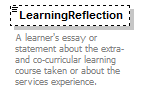 LearningReflection
A learner's essay or
statement about the extra-
and co-curricular learning
course taken or about the
services experience.